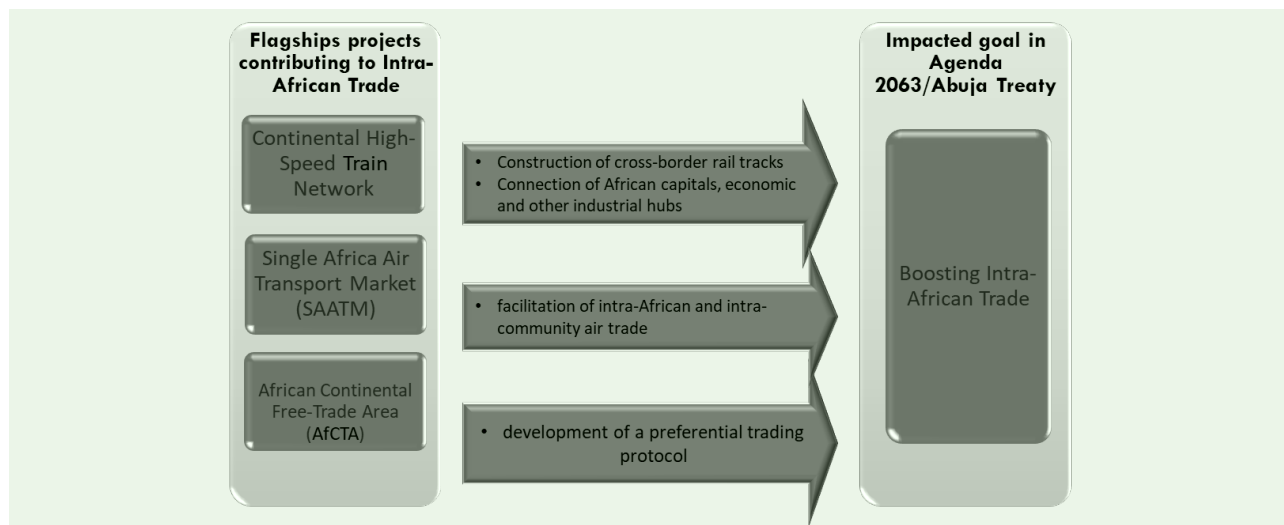 Flagships projects
contributing to Intra-
African Trade
Continental High-
Speed Train
Network
Single Africa Air
Transport Market
(SAATM)
African Continental
Free-Trade Area
(AfCTA)
• Construction of cross-border rail tracks
• Connection of African capitals, economic
and other industrial hubs
• facilitation of intra-African and intra-
community air trade
• development of a preferential trading
protocol
Impacted goal in
Agenda
2063/Abuja Treaty
Boosting Intra-
African Trade